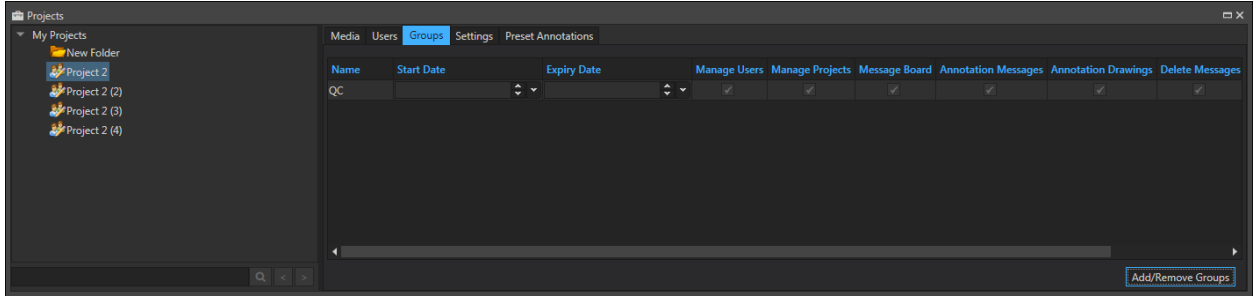 Projects
My Projects
New Folder
Project 2
Project 2 (2)
Project 2 (3)
Project 2 (4)
Media Users Groups Settings Preset Annotations
Name Start Date Expiry Date Manage Users Manage Projects Message Board Annotation Messages Annotation Drawings Delete Messages
QC
Add/Remove Groups